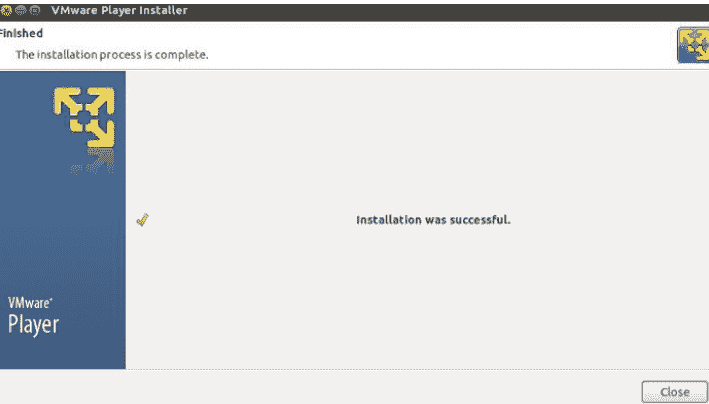 VMware Player Installer
Finished
The installation process is complete.
Installation was successful.
VMware®
Player
Close